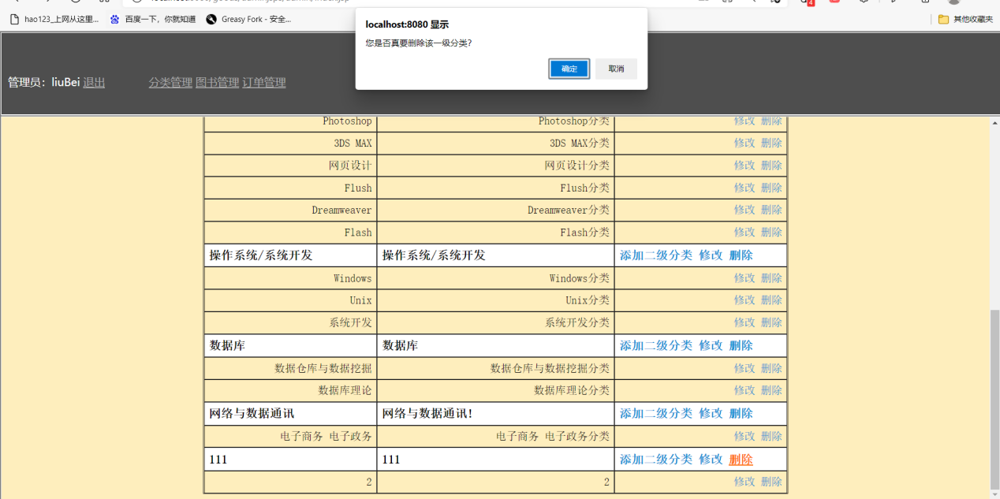 hao123_上网从这里... 百度一下，你就知道 Greasy Fork - 安全... 其他收藏夹
localhost:8080 显示
您是否真要删除该一级分类?
确定 取消
管理员：liuBei 退出 分类管理 图书管理 订单管理
Photoshop Photoshop分类 修改 删除
3DS MAX 3DS MAX分类 修改 删除
网页设计 网页设计分类 修改 删除
Flush Flush分类 修改 删除
Dreamweaver Dreamweaver分类 修改 删除
Flash Flash分类 修改 删除
操作系统/系统开发 操作系统/系统开发 添加二级分类 修改 删除
Windows Windows分类 修改 删除
Unix Unix分类 修改 删除
系统开发 系统开发分类 修改 删除
数据库 数据库 添加二级分类 修改 删除
数据仓库与数据挖掘 数据仓库与数据挖掘分类 修改 删除
数据库理论 数据库理论分类 修改 删除
网络与数据通讯 网络与数据通讯! 添加二级分类 修改 删除
电子商务 电子政务 电子商务 电子政务分类 修改 删除
111 111 添加二级分类 修改 删除
2 2 修改 删除